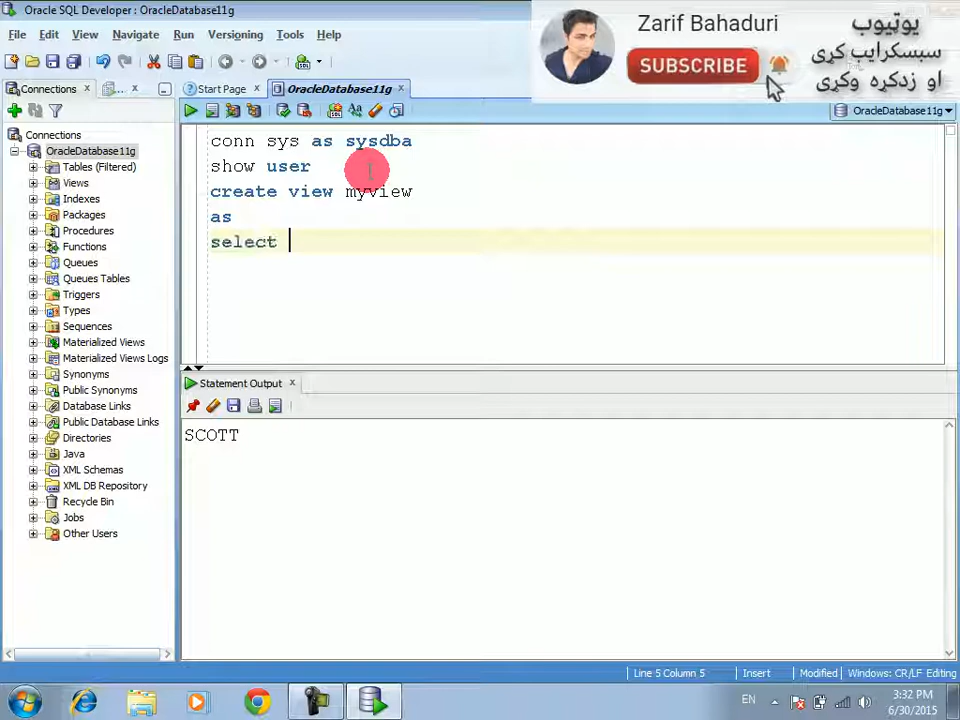 Oracle SQL Developer : OracleDatabase11g
File Edit View Navigate Run Versioning Tools Help
Zarif Bahaduri
SUBSCRIBE
یوټیوب
سبسکرایب کړی
او زدکړه وکړی
Connections
...
Start Page
OracleDatabase11g
OracleDatabase11g
Connections
OracleDatabase11g
Tables (Filtered)
Views
Indexes
Packages
Procedures
Functions
Queues
Queues Tables
Triggers
Types
Sequences
Materialized Views
Materialized Views Logs
Synonyms
Public Synonyms
Database Links
Public Database Links
Directories
Java
XML Schemas
XML DB Repository
Recycle Bin
Jobs
Other Users
conn sys as sysdba
show user
create view myview
as
select
Statement Output
SCOTT
Line 5 Column 5 Insert Modified Windows: CR/LF Editing
EN
3:32 PM
6/30/2015